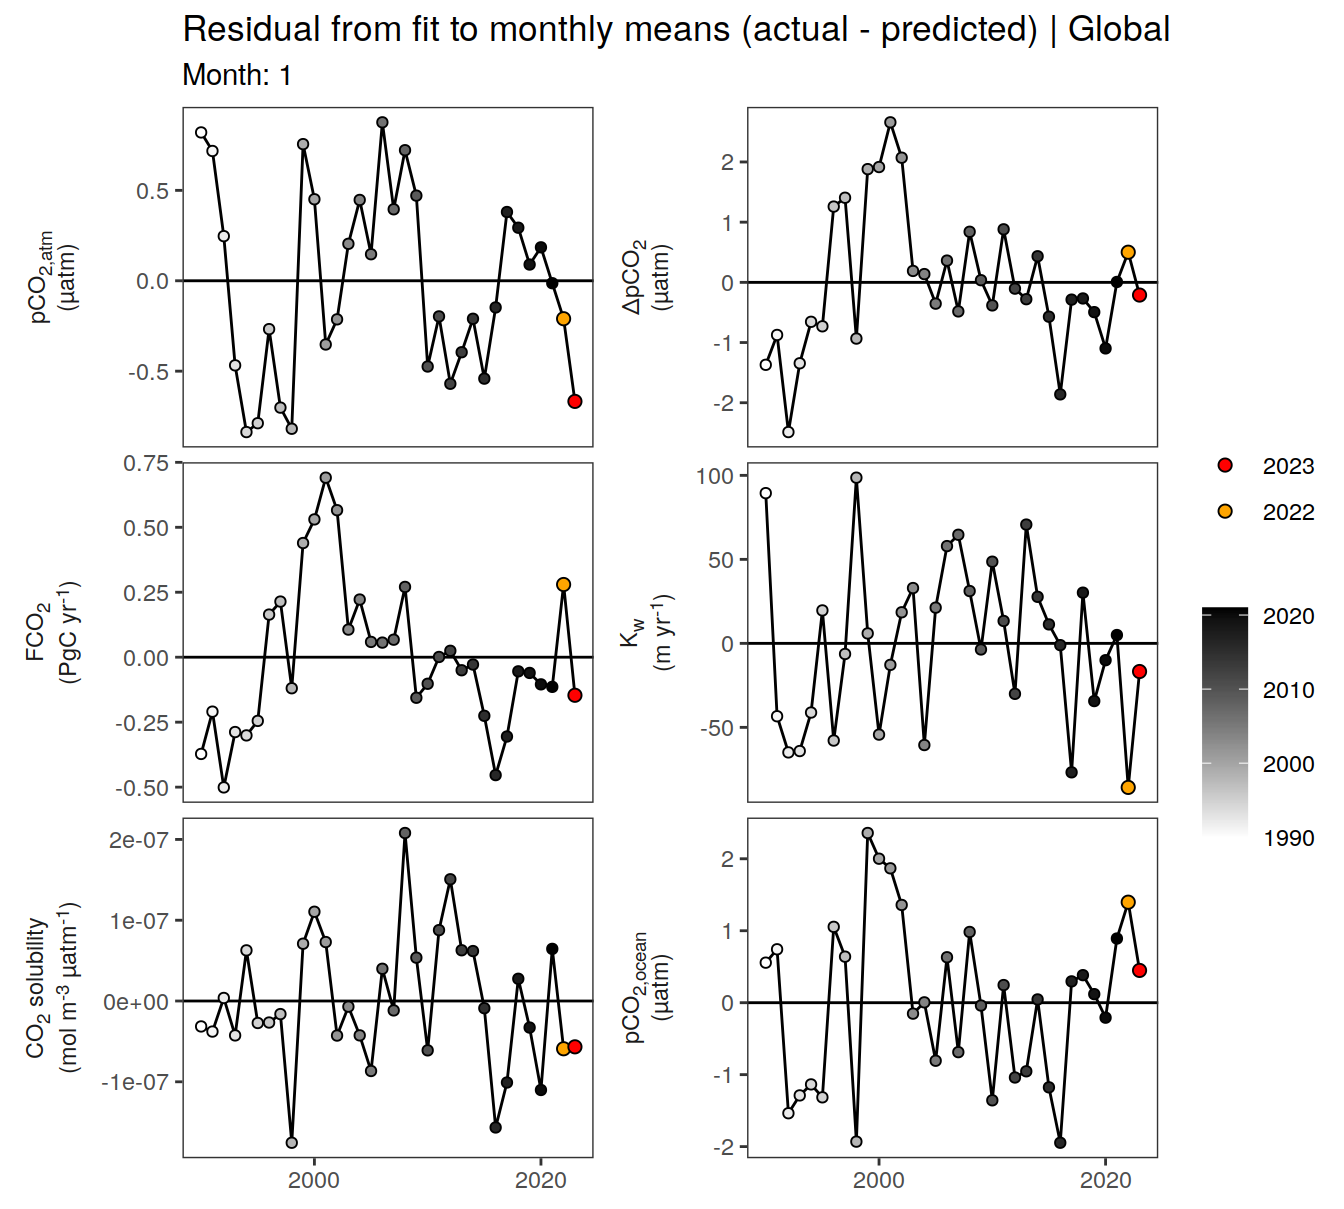 Residual from fit to monthly means (actual - predicted) | Global
Month: 1
pCO2,atm
(µatm)
0.5
0.0
-0.5
ΔpCO2
(µatm)
2
1
0
-1
-2
FCO2
(PgC yr-1)
0.75
0.50
0.25
0.00
-0.25
-0.50
Kw
(m yr-1)
100
50
0
-50
CO2 solubility
(mol m-3 µatm-1)
2e-07
1e-07
0e+00
-1e-07
2000
2020
pCO2,ocean
(µatm)
2
1
0
-1
-2
2000
2020
2023
2022
2020
2010
2000
1990